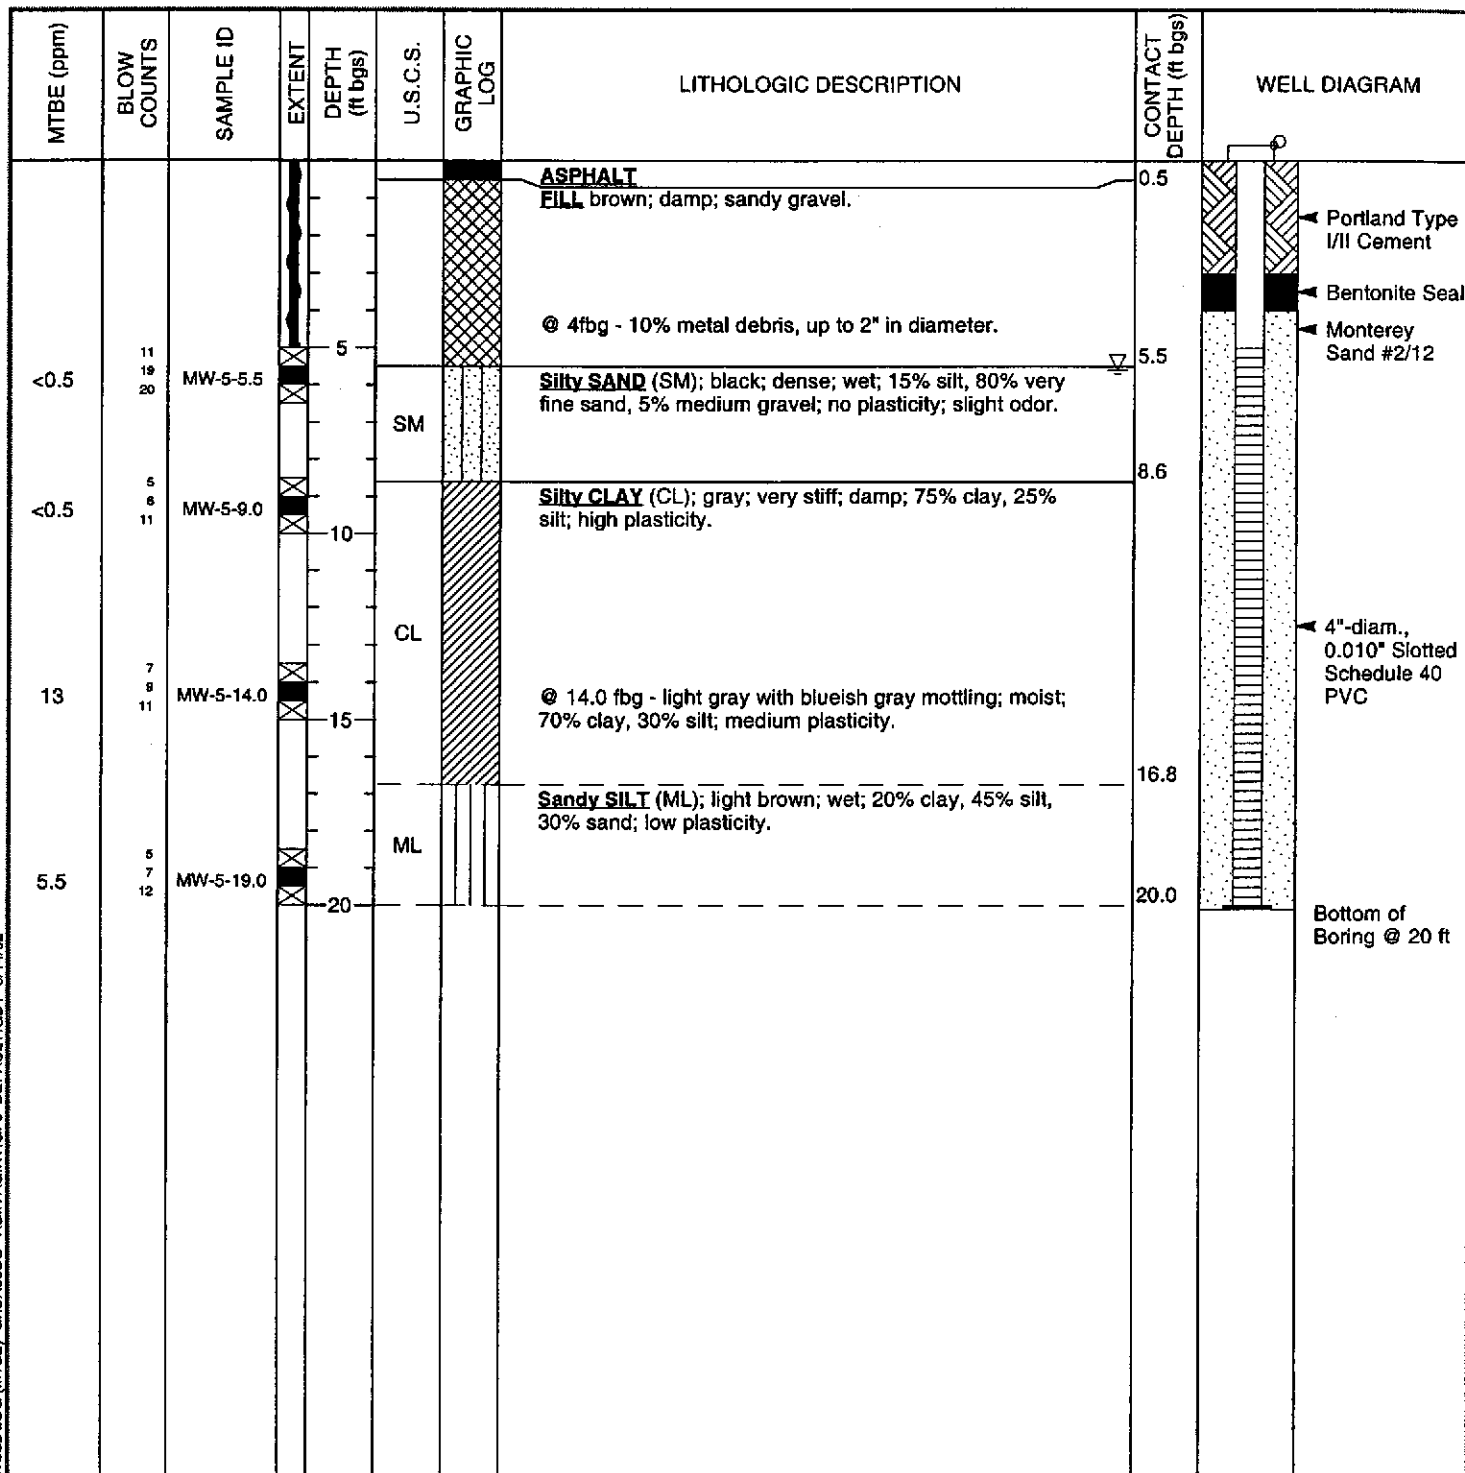 MTBE (ppm)
BLOW
COUNTS
SAMPLE ID
EXTENT
DEPTH
(ft bgs)
U.S.C.S.
GRAPHIC
LOG
LITHOLOGIC DESCRIPTION
CONTACT
DEPTH (ft bgs)
WELL DIAGRAM
ASPHALT
0.5
FILL brown; damp; sandy gravel.
Portland Type
I/II Cement
Bentonite Seal
@ 4fbg - 10% metal debris, up to 2" in diameter.
Monterey
Sand #2/12
5
5.5
<0.5
11
19
20
MW-5-5.5
Silty SAND (SM); black; dense; wet; 15% silt, 80% very
fine sand, 5% medium gravel; no plasticity; slight odor.
SM
8.6
<0.5
5
6
11
MW-5-9.0
Silty CLAY (CL); gray; very stiff; damp; 75% clay, 25%
silt; high plasticity.
10
CL
4"-diam.,
0.010" Slotted
Schedule 40
PVC
13
7
9
11
MW-5-14.0
@ 14.0 fbg - light gray with blueish gray mottling; moist;
70% clay, 30% silt; medium plasticity.
15
16.8
Sandy SILT (ML); light brown; wet; 20% clay, 45% silt,
30% sand; low plasticity.
ML
5.5
5
7
12
MW-5-19.0
20
20.0
Bottom of
Boring @ 20 ft